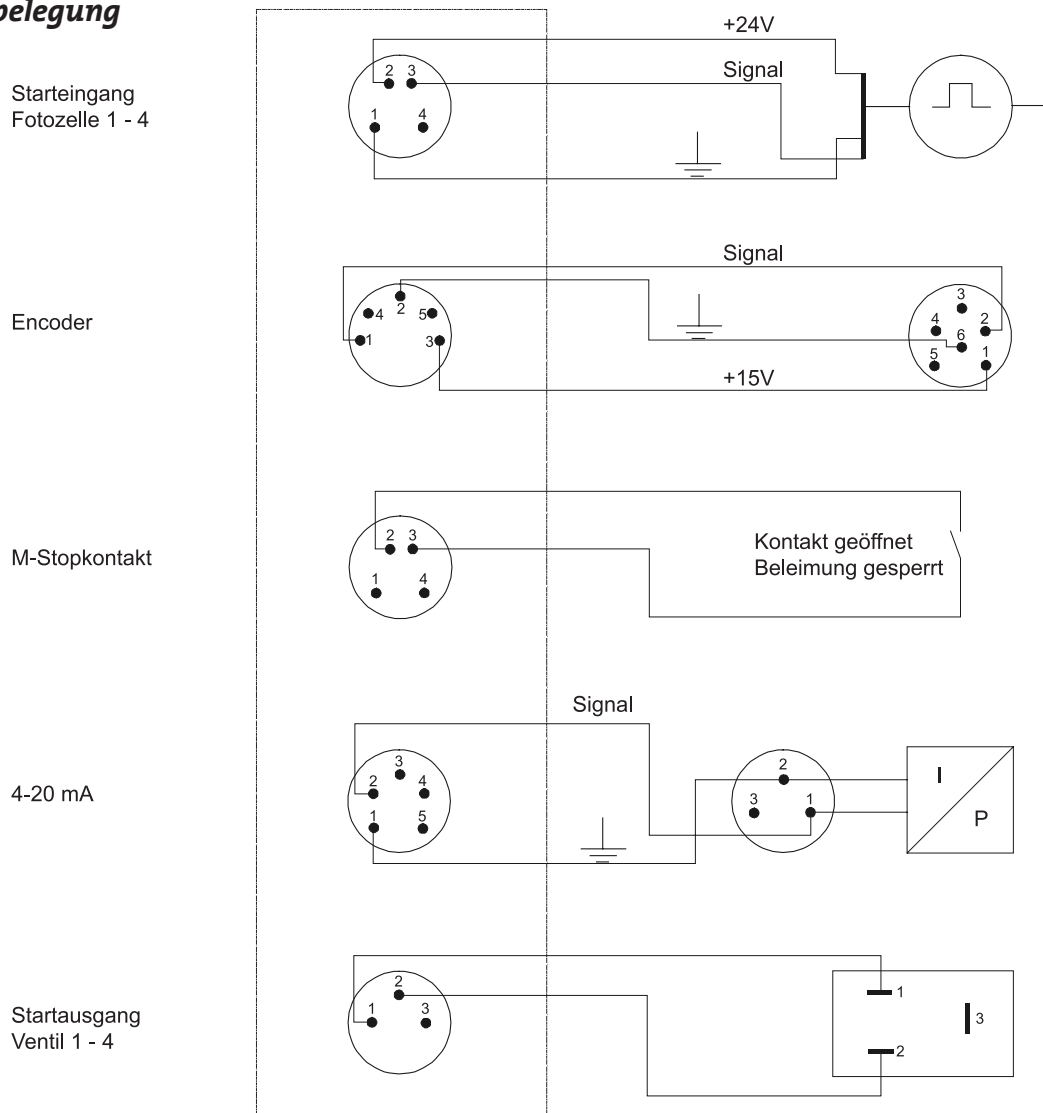 belegung
Starteingang
Fotozelle 1 - 4
+24V
Signal
2 3
1 4
Encoder
Signal
2
4 5
1 3
3
4 2
6
5 1
+15V
M-Stopkontakt
2 3
1 4
Kontakt geöffnet
Beleimung gesperrt
4-20 mA
Signal
3
2 4
1 5
2
3 1
I
P
Startausgang
Ventil 1 - 4
2
1 3
1
3
2